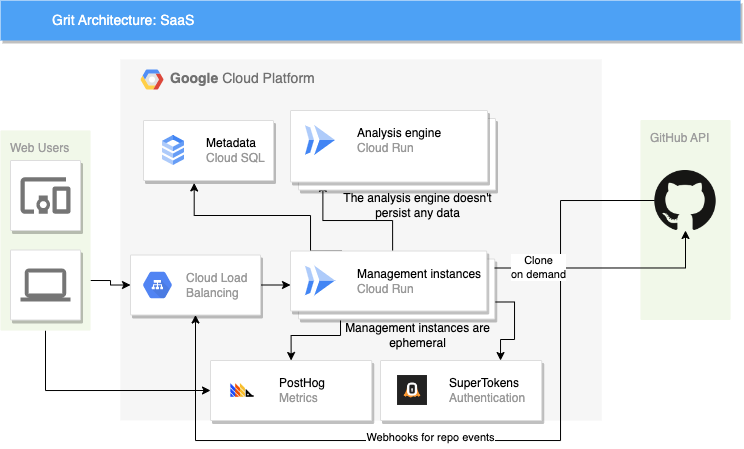 Grit Architecture: SaaS
Google Cloud Platform
Web Users
GitHub API
Metadata
Cloud SQL
Analysis engine
Cloud Run
The analysis engine doesn't
persist any data
Cloud Load
Balancing
Management instances
Cloud Run
Clone
on demand
Management instances are
ephemeral
PostHog
Metrics
SuperTokens
Authentication
Webhooks for repo events